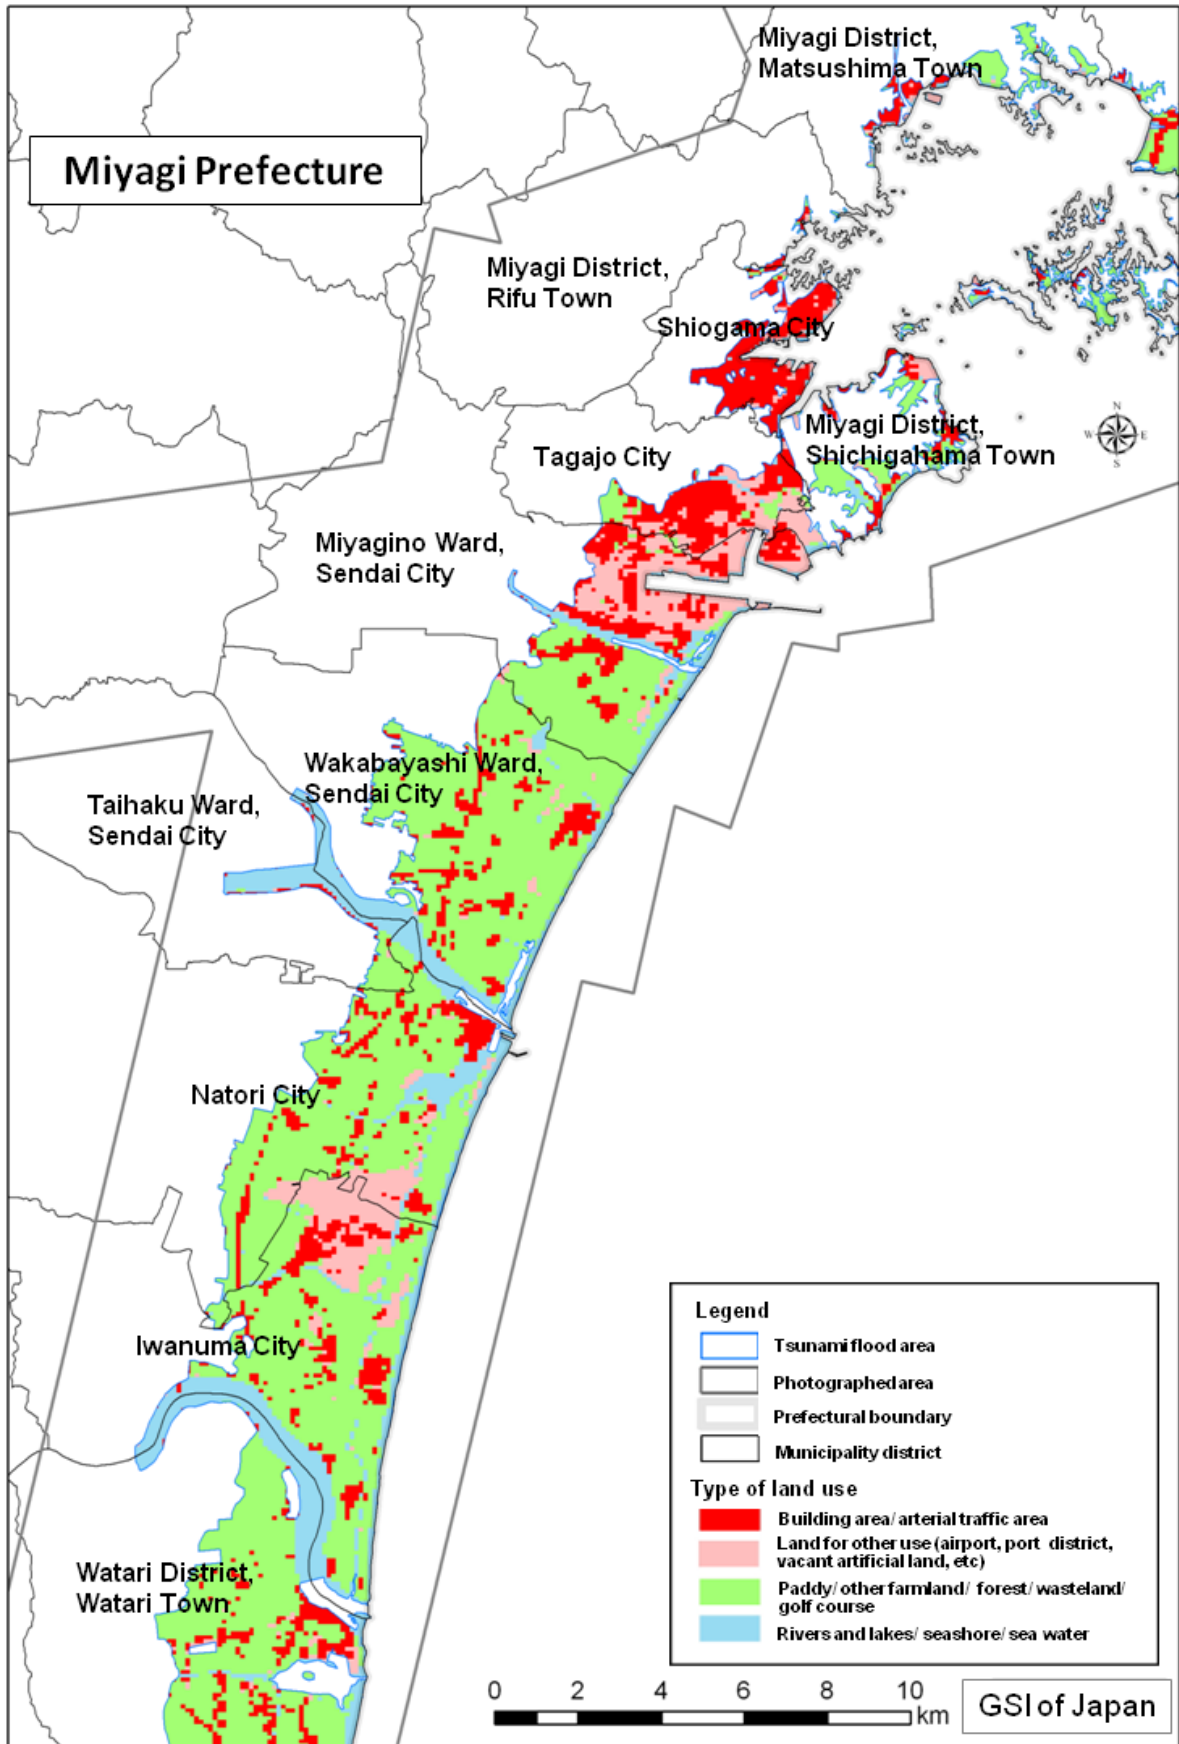 Miyagi District,
Matsushima Town
Miyagi Prefecture
Miyagi District,
Rifu Town
Shiogama City
Miyagi District,
Shichigahama Town
N
W
E
S
Tagajo City
Miyagino Ward,
Sendai City
Wakabayashi Ward,
Sendai City
Taihaku Ward,
Sendai City
Natori City
Iwanuma City
Watari District,
Watari Town
Legend
Tsunami flood area
Photographed area
Prefectural boundary
Municipality district
Type of land use
Building area/ arterial traffic area
Land for other use (airport, port district,
vacant artificial land, etc)
Paddy/ other farmland/ forest/ wasteland/
golf course
Rivers and lakes/ seashore/ sea water
0 2 4 6 8 10
km
GSI of Japan